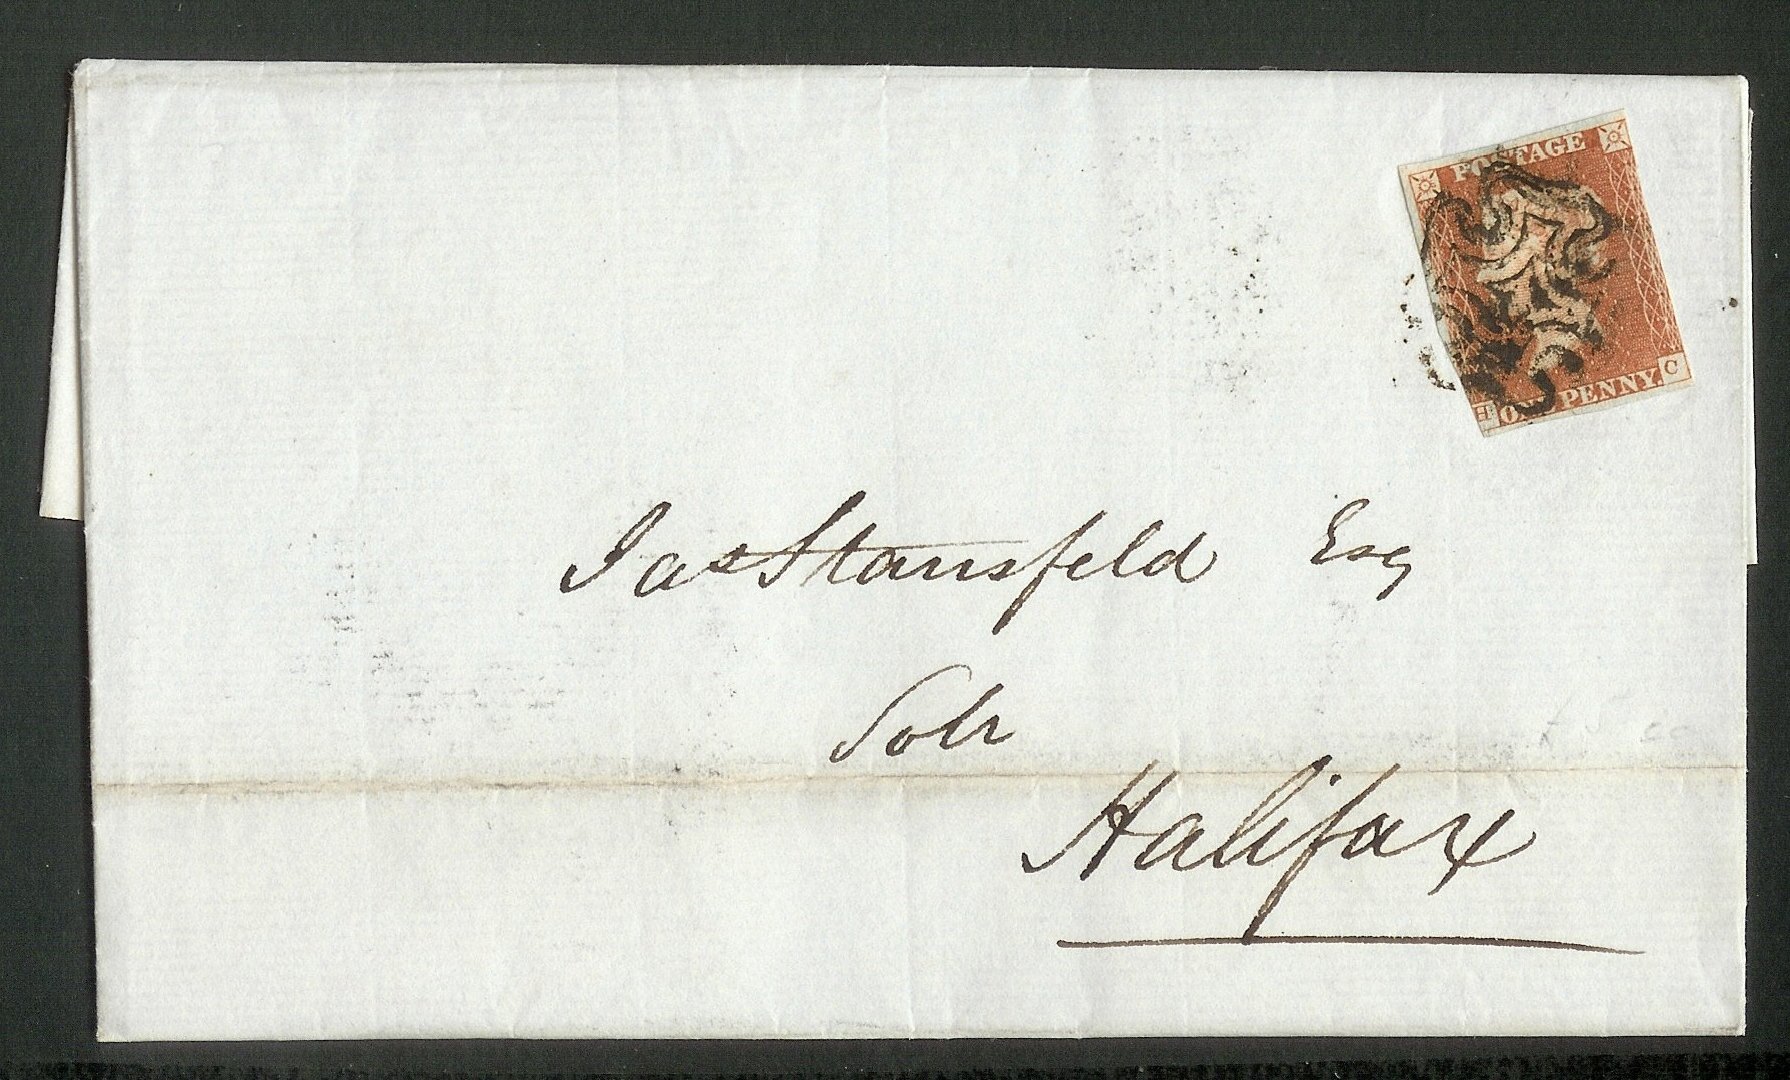 POSTAGE
ONE PENNY.
C
Jas Stansfeld Esq
Solr
Halifax